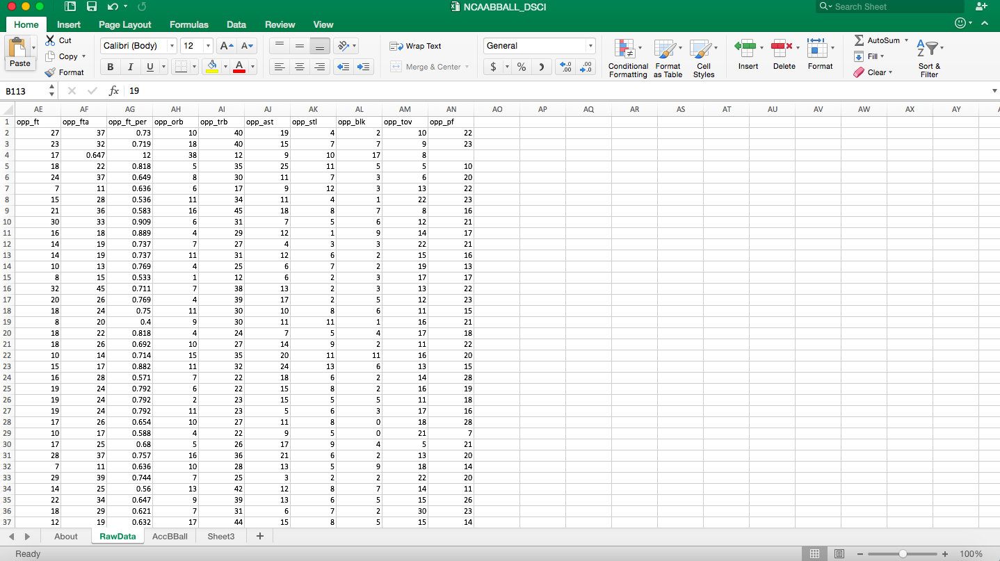 NCAABBALL_DSCI
Search Sheet
Home Insert Page Layout Formulas Data Review View
Paste
Cut
Copy
Format
Calibri (Body) 12
B I U
Wrap Text
Merge & Center
General
Conditional Formatting
Format as Table
Cell Styles
Insert
Delete
Format
AutoSum
Fill
Clear
Sort & Filter
B113 fx 19
AE AF AG AH AI AJ AK AL AM AN AO AP AQ AR AS AT AU AV AW AX AY
1 opp_ft opp_fta opp_ft_per opp_orb opp_trb opp_ast opp_stl opp_blk opp_tov opp_pf
2 27 37 0.73 10 40 19 4 2 10 22
3 23 32 0.719 18 40 15 7 7 9 23
4 17 0.647 12 38 12 9 10 17 8
5 18 22 0.818 5 35 25 11 5 5 10
6 24 37 0.649 8 30 11 7 3 6 20
7 7 11 0.636 6 17 9 12 3 13 22
8 15 28 0.536 11 34 11 4 1 22 23
9 21 36 0.583 16 45 18 8 7 8 16
10 30 33 0.909 6 31 7 5 6 12 21
11 16 18 0.889 4 29 12 1 9 14 17
12 14 19 0.737 7 27 4 3 3 22 21
13 14 19 0.737 11 31 12 6 2 15 16
14 10 13 0.769 4 25 6 7 2 19 13
15 8 15 0.533 1 12 6 2 3 17 17
16 32 45 0.711 7 38 13 2 3 13 22
17 20 26 0.769 4 39 17 2 5 12 23
18 18 24 0.75 11 30 10 8 6 11 15
19 8 20 0.4 9 30 11 11 1 16 21
20 18 22 0.818 4 24 7 5 4 17 18
21 18 26 0.692 10 27 14 9 2 11 22
22 10 14 0.714 15 35 20 11 11 16 20
23 15 17 0.882 11 32 24 13 6 13 15
24 16 28 0.571 7 22 18 6 2 14 28
25 19 24 0.792 6 22 15 8 2 16 19
26 19 24 0.792 2 23 15 5 5 11 18
27 19 24 0.792 11 23 5 6 3 17 16
28 17 26 0.654 10 27 11 8 0 18 28
29 10 17 0.588 4 22 9 5 0 21 7
30 17 25 0.68 5 26 17 9 4 5 21
31 28 37 0.757 16 36 21 6 2 13 20
32 7 11 0.636 10 28 13 5 9 18 14
33 29 39 0.744 7 25 3 2 2 22 20
34 14 25 0.56 13 42 12 8 7 14 11
35 22 34 0.647 9 39 13 6 5 15 26
36 18 29 0.621 7 31 6 7 2 30 23
37 12 19 0.632 17 44 15 8 5 15 14
About RawData AccBBall Sheet3 +
Ready
100%